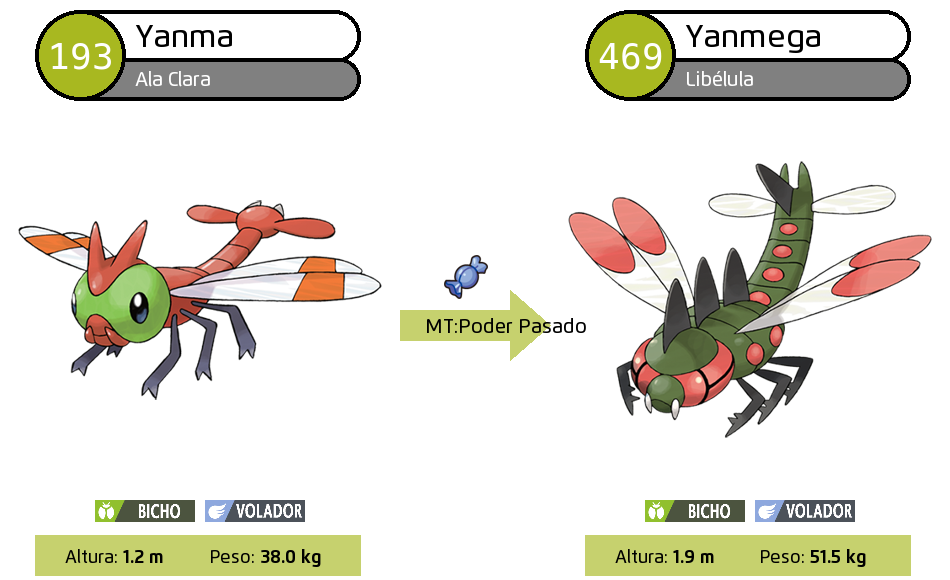 193
Yanma
Ala Clara
469
Yanmega
Libélula
MT:Poder Pasado
BICHO VOLADOR
BICHO VOLADOR
Altura: 1.2 m Peso: 38.0 kg
Altura: 1.9 m Peso: 51.5 kg